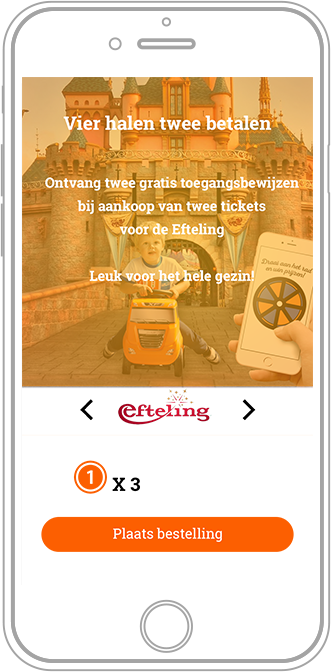 Vier halen twee betalen
Ontvang twee gratis toegangsbewijzen
bij aankoop van twee tickets
voor de Efteling
Leuk voor het hele gezin!
Draai aan het rad
en win prijzen!
efteling
1 X 3
Plaats bestelling